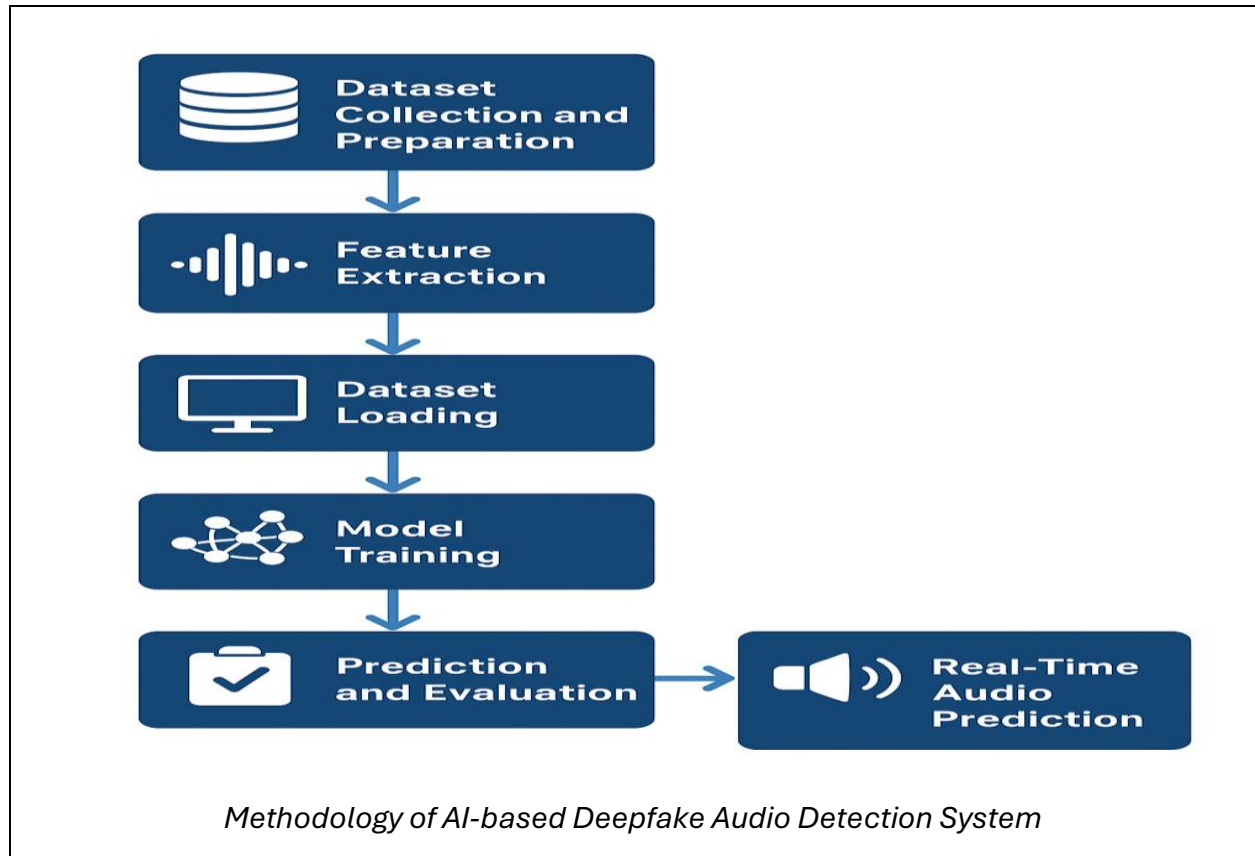 Dataset
Collection and
Preparation
Feature
Extraction
Dataset
Loading
Model
Training
Prediction
and Evaluation
Real-Time
Audio
Prediction
Methodology of AI-based Deepfake Audio Detection System